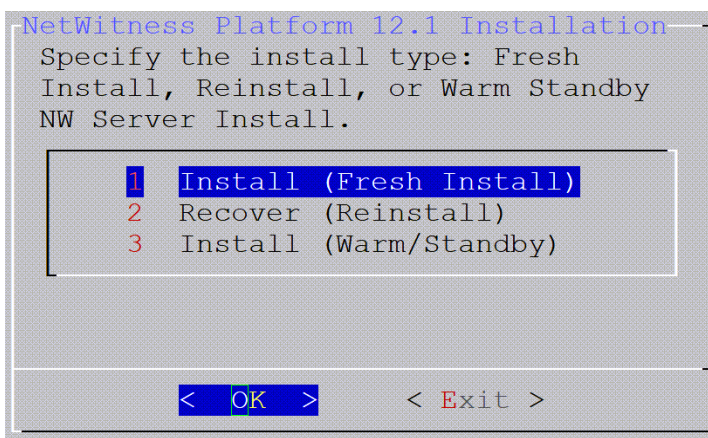 NetWitness Platform 12.1 Installation
Specify the install type: Fresh
Install, Reinstall, or Warm Standby
NW Server Install.
1 Install (Fresh Install)
2 Recover (Reinstall)
3 Install (Warm/Standby)
< OK > < Exit >